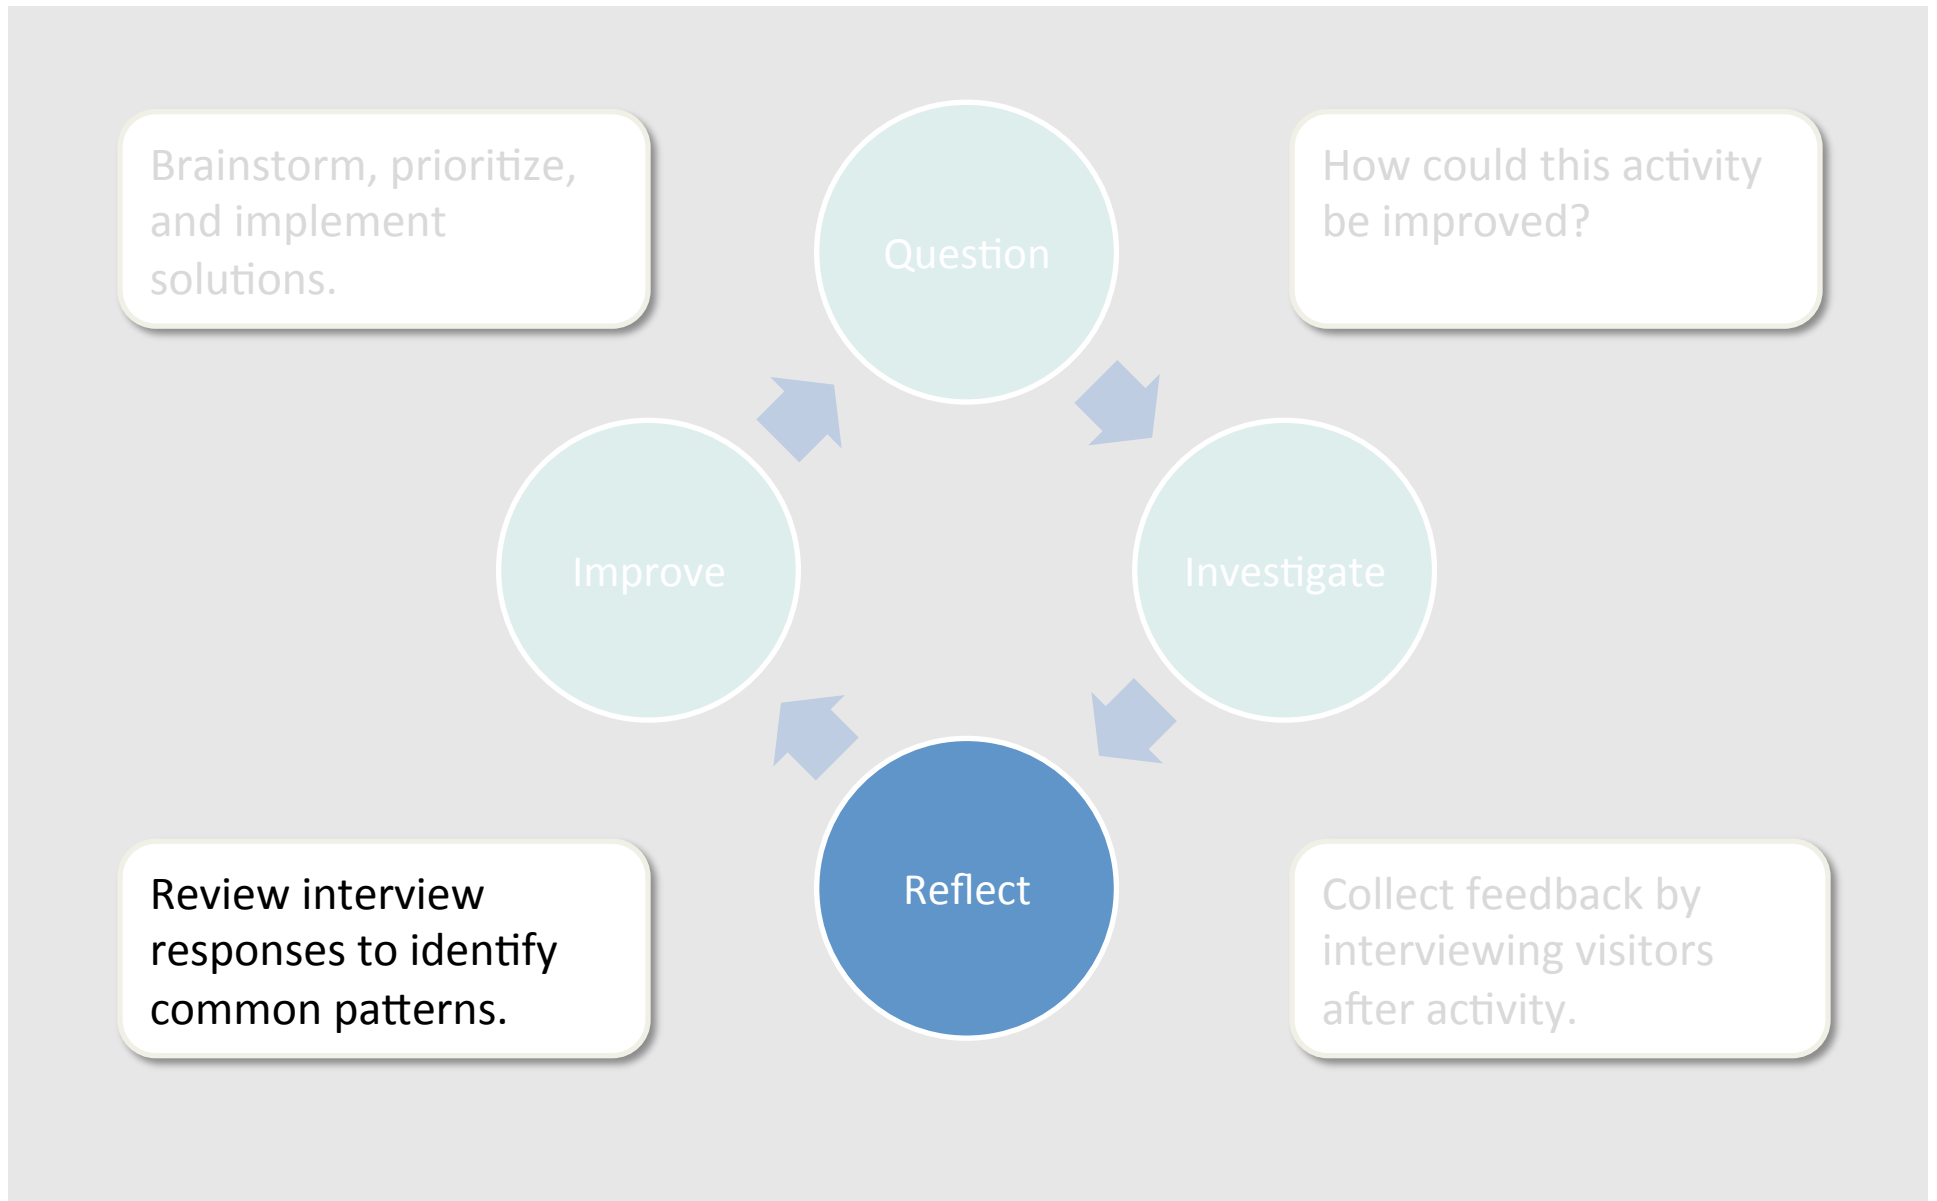 Brainstorm, prioritize,
and implement
solutions.
Question
How could this activity
be improved?
Improve
Investigate
Review interview
responses to identify
common patterns.
Reflect
Collect feedback by
interviewing visitors
after activity.